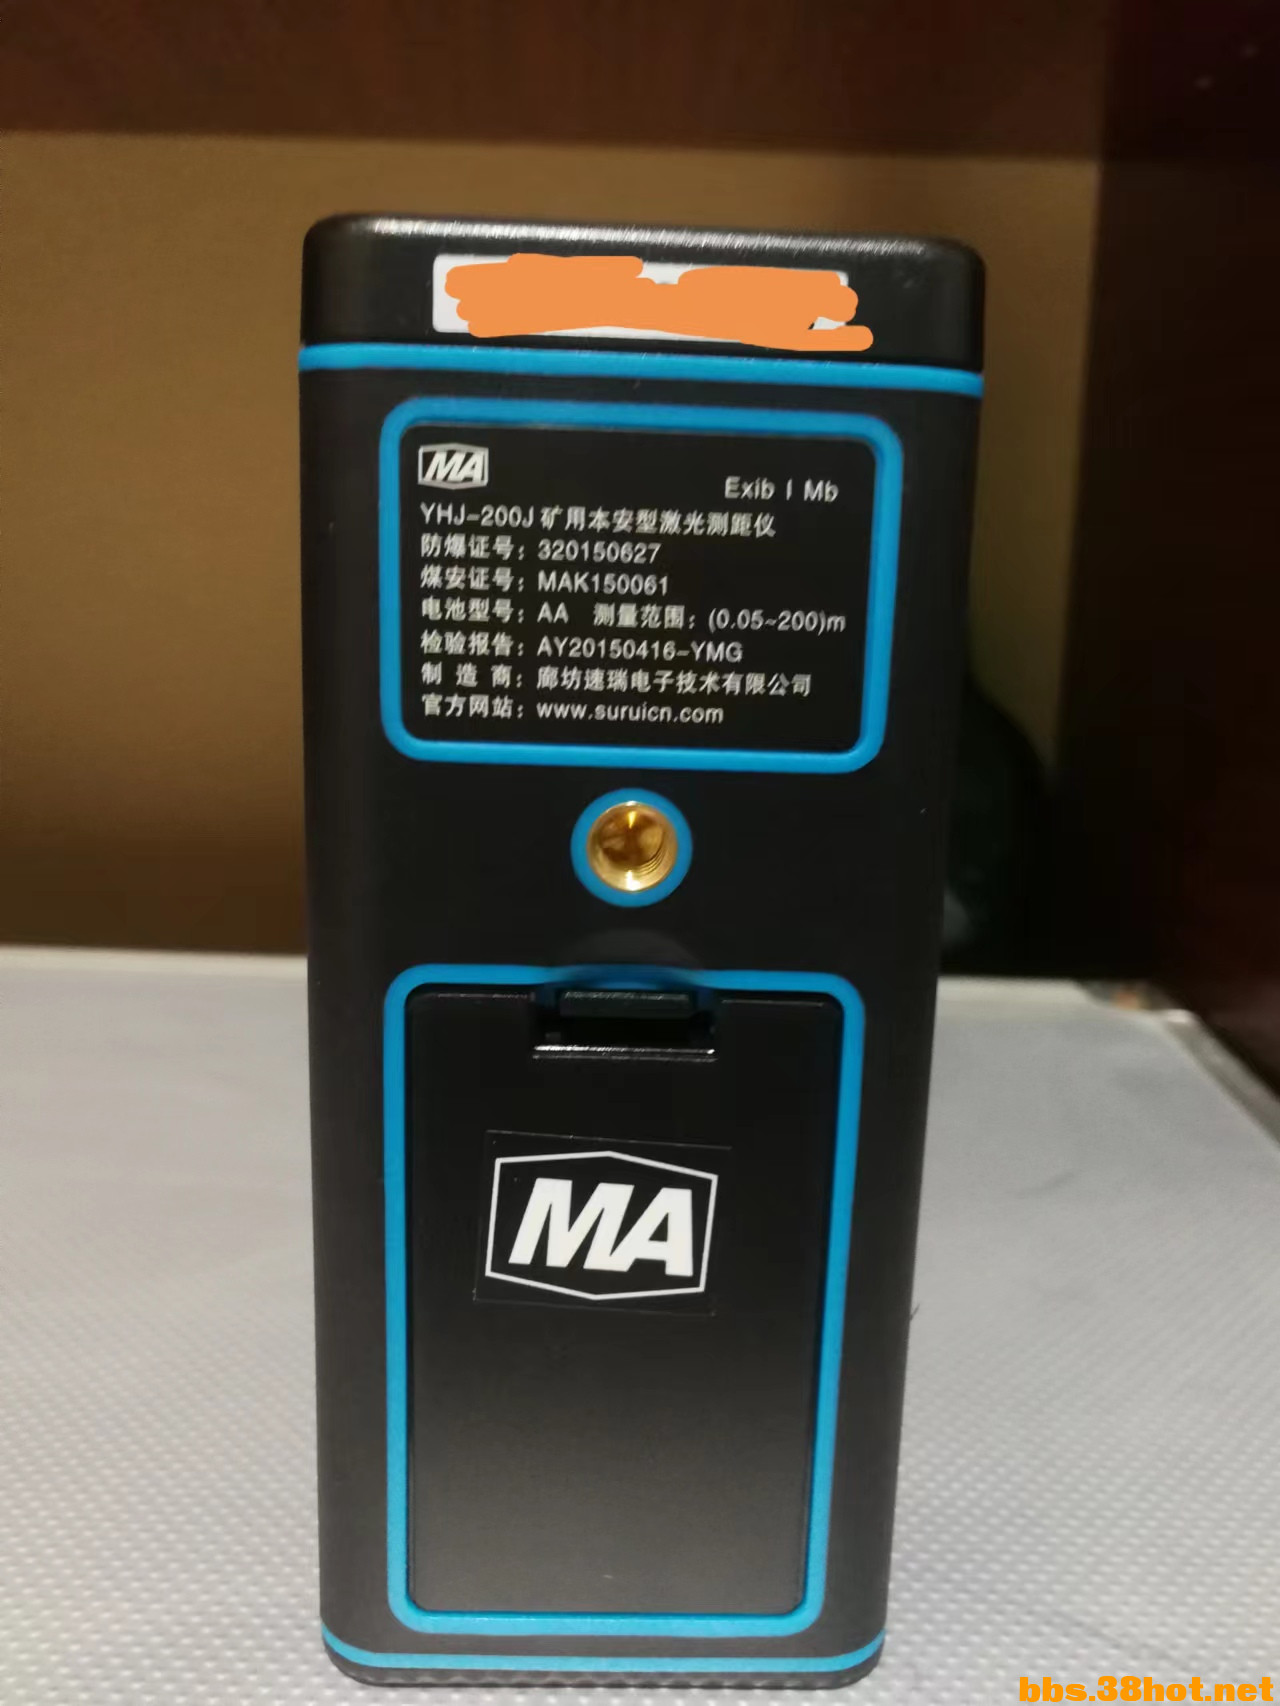 MA
Exib I Mb
YHJ-200J 矿用本安型激光测距仪
防爆证号：320150627
煤安证号：MAK150061
电池型号：AA 测量范围：(0.05~200)m
检验报告：AY20150416-YMG
制 造 商：廊坊速瑞电子技术有限公司
官方网站：www.suruicn.com
MA
bbs.38hot.net